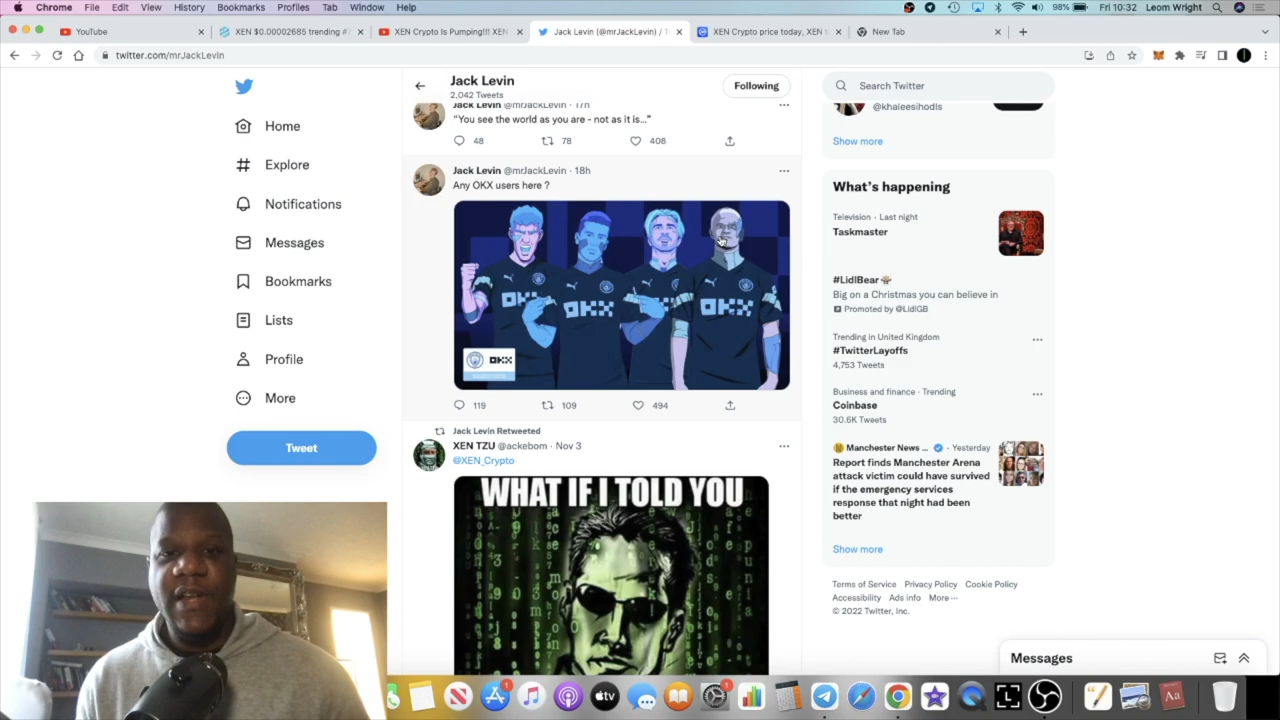 Chrome File Edit View History Bookmarks Profiles Tab Window Help
98% Fri 10:32 Leom Wright
YouTube
XEN $0.00002685 trending #
XEN Crypto Is Pumping!!! XEN
Jack Levin (@mrJackLevin) / T
XEN Crypto price today, XEN t
New Tab
twitter.com/mrJackLevin
Home
Explore
Notifications
Messages
Bookmarks
Lists
Profile
More
Tweet
Jack Levin
2,042 Tweets
Following
Jack Levin @mrJackLevin · 17h
"You see the world as you are - not as it is..."
48 78 408
Jack Levin @mrJackLevin · 18h
Any OKX users here ?
OKX OKX OKX OKX
OKX
119 109 494
Jack Levin Retweeted
XEN TZU @ackebom · Nov 3
@XEN_Crypto
WHAT IF I TOLD YOU
Search Twitter
@khaleesihodls
Show more
What's happening
Television · Last night
Taskmaster
#LidlBear
Big on a Christmas you can believe in
Promoted by @LidlGB
Trending in United Kingdom
#TwitterLayoffs
4,753 Tweets
Business and finance · Trending
Coinbase
30.6K Tweets
Manchester News ... · Yesterday
Report finds Manchester Arena
attack victim could have survived
if the emergency services
response that night had been
better
Show more
Terms of Service Privacy Policy Cookie Policy
Accessibility Ads info More ···
© 2022 Twitter, Inc.
Messages
tv
Aa